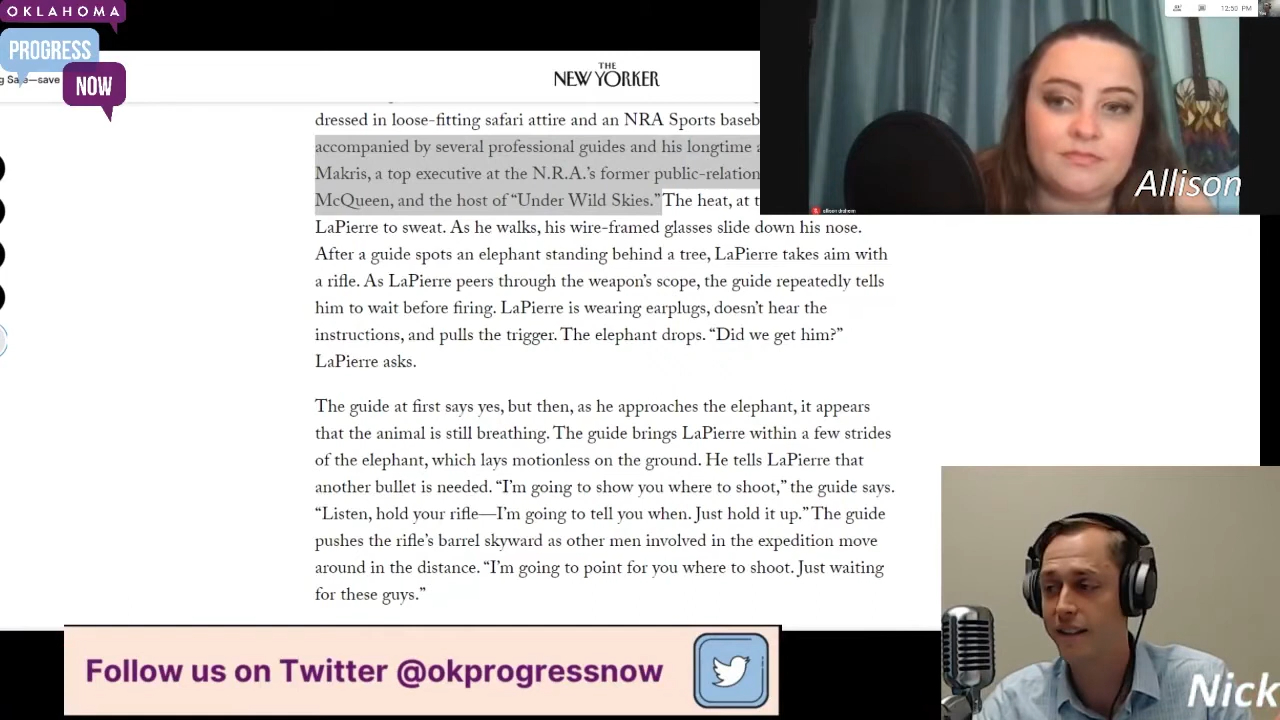 OKLAHOMA
PROGRESS
NOW
save
THE
NEW YORKER
12:50 PM
dressed in loose-fitting safari attire and an NRA Sports baseb
accompanied by several professional guides and his longtime a
Makris, a top executive at the N.R.A.’s former public-relation
McQueen, and the host of “Under Wild Skies.” The heat, at t
LaPierre to sweat. As he walks, his wire-framed glasses slide down his nose.
After a guide spots an elephant standing behind a tree, LaPierre takes aim with
a rifle. As LaPierre peers through the weapon’s scope, the guide repeatedly tells
him to wait before firing. LaPierre is wearing earplugs, doesn’t hear the
instructions, and pulls the trigger. The elephant drops. “Did we get him?”
LaPierre asks.
The guide at first says yes, but then, as he approaches the elephant, it appears
that the animal is still breathing. The guide brings LaPierre within a few strides
of the elephant, which lays motionless on the ground. He tells LaPierre that
another bullet is needed. “I’m going to show you where to shoot,” the guide says.
“Listen, hold your rifle—I’m going to tell you when. Just hold it up.” The guide
pushes the rifle’s barrel skyward as other men involved in the expedition move
around in the distance. “I’m going to point for you where to shoot. Just waiting
for these guys.”
Allison
Nick
Follow us on Twitter @okprogressnow